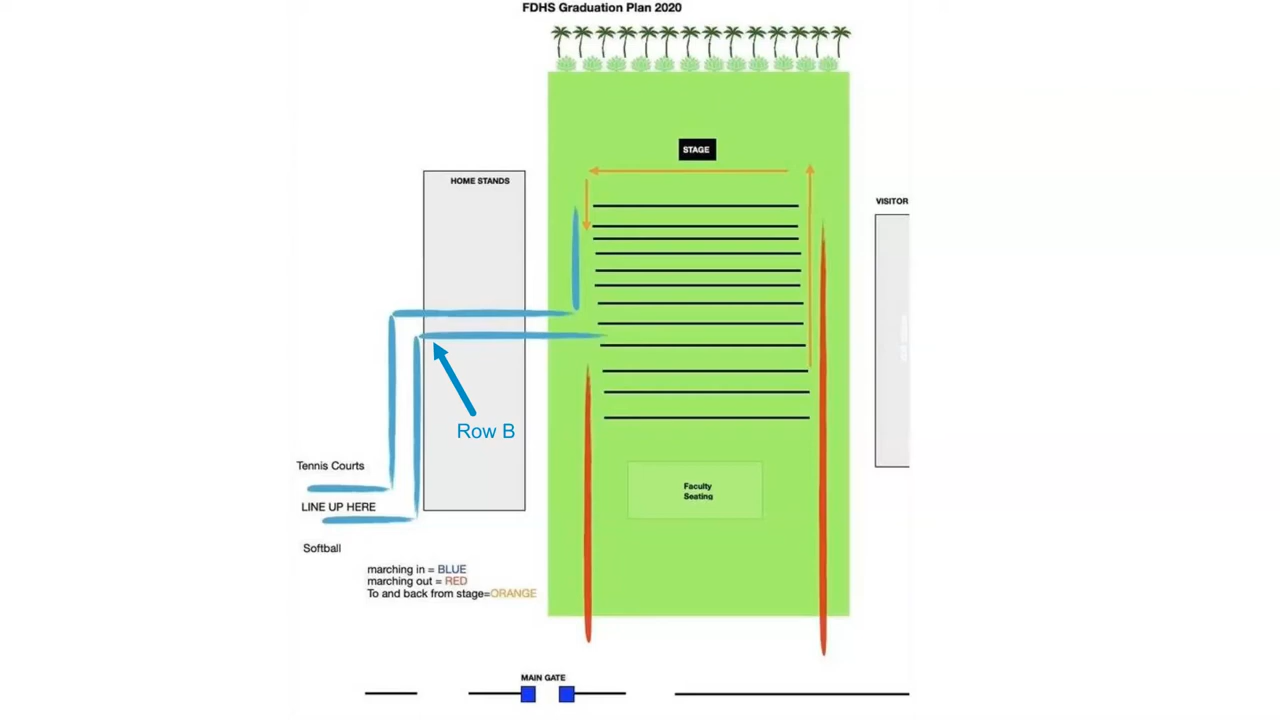 FDHS Graduation Plan 2020
STAGE
HOME STANDS
VISITOR
Row B
Tennis Courts
LINE UP HERE
Softball
Faculty
Seating
marching in = BLUE
marching out = RED
To and back from stage=ORANGE
MAIN GATE